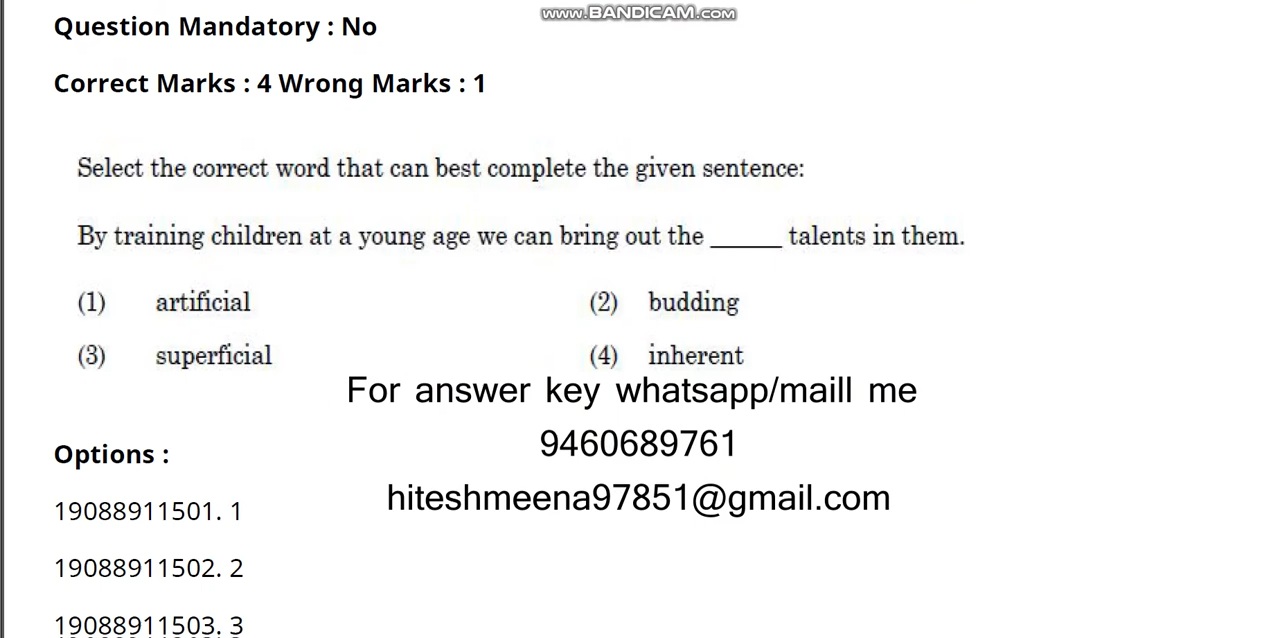 www.BANDICAM.com
Question Mandatory : No
Correct Marks : 4 Wrong Marks : 1
Select the correct word that can best complete the given sentence:
By training children at a young age we can bring out the _____ talents in them.
(1) artificial (2) budding
(3) superficial (4) inherent
For answer key whatsapp/maill me
9460689761
Options :
hiteshmeena97851@gmail.com
19088911501. 1
19088911502. 2
19088911503. 3